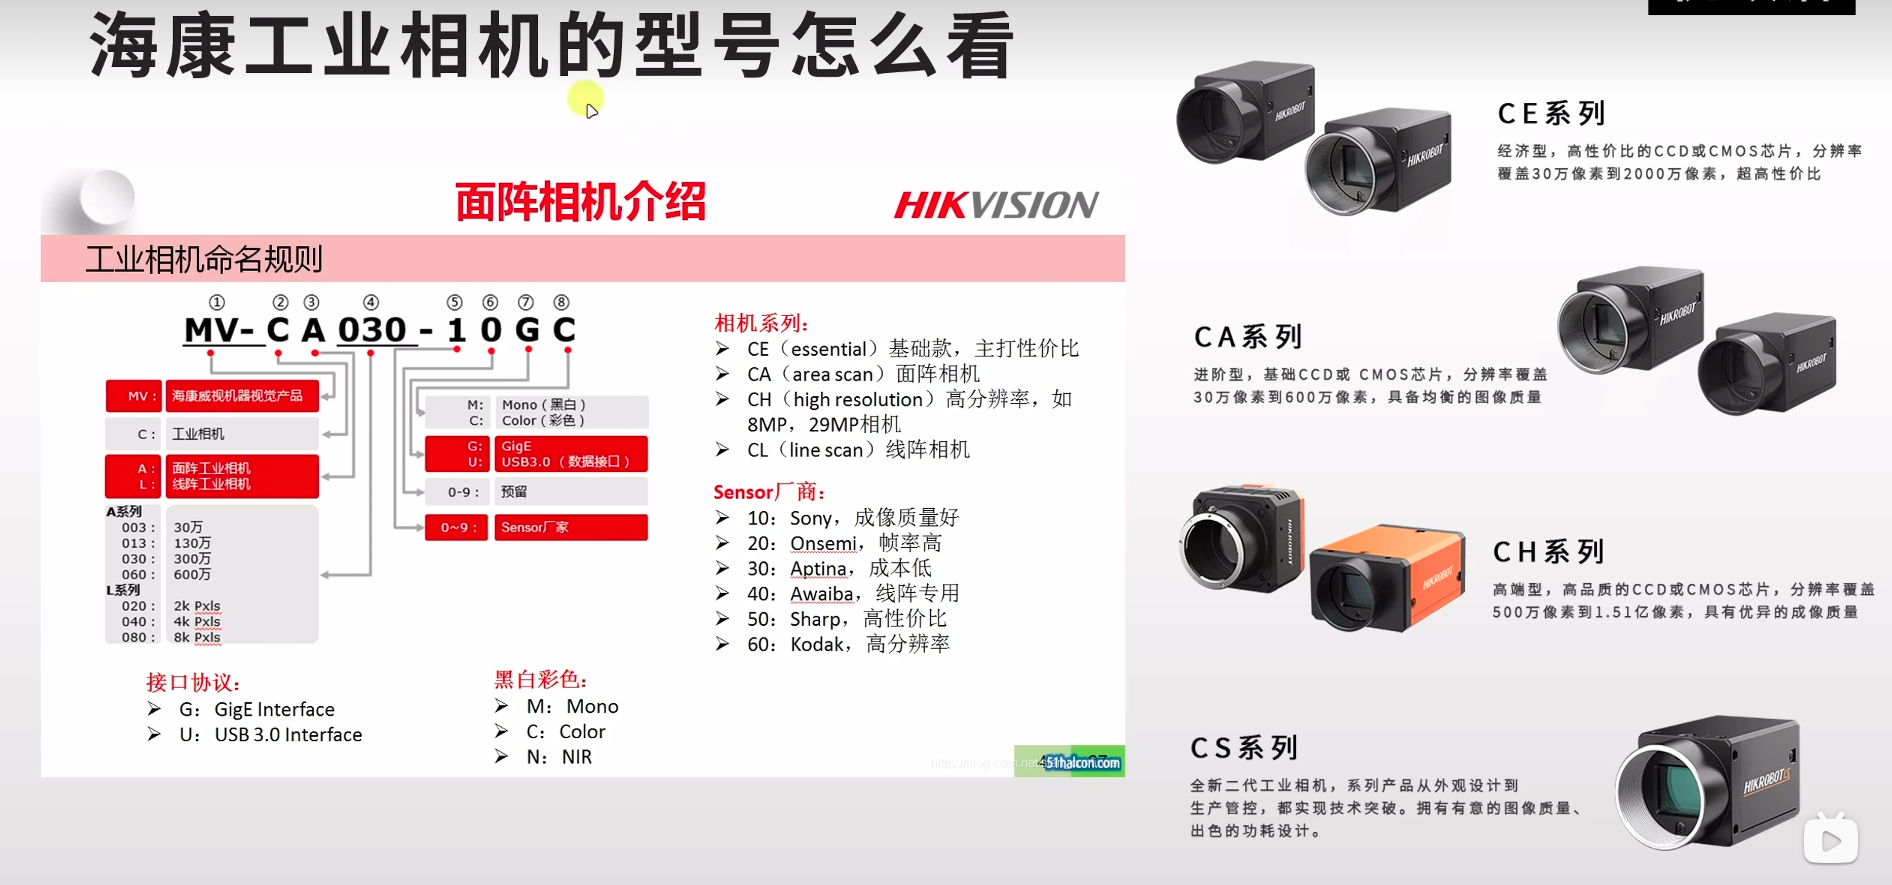 海康工业相机的型号怎么看
面阵相机介绍
HIKVISION
工业相机命名规则
① ② ③ ④ ⑤ ⑥ ⑦ ⑧
MV- C A 030 - 1 0 G C
MV: 海康威视机器视觉产品
C: 工业相机
A: 面阵工业相机
L: 线阵工业相机
A系列
003: 30万
013: 130万
030: 300万
060: 600万
L系列
020: 2k Pxls
040: 4k Pxls
080: 8k Pxls
M: Mono(黑白)
C: Color(彩色)
G: GigE
U: USB3.0(数据接口)
0-9: 预留
0~9: Sensor厂家
相机系列:
➢ CE(essential)基础款，主打性价比
➢ CA(area scan)面阵相机
➢ CH(high resolution)高分辨率，如
8MP，29MP相机
➢ CL(line scan)线阵相机
Sensor厂商:
➢ 10：Sony，成像质量好
➢ 20：Onsemi，帧率高
➢ 30：Aptina，成本低
➢ 40：Awaiba，线阵专用
➢ 50：Sharp，高性价比
➢ 60：Kodak，高分辨率
接口协议:
➢ G：GigE Interface
➢ U：USB 3.0 Interface
黑白彩色:
➢ M：Mono
➢ C：Color
➢ N：NIR
51halcon.com
HIKROBOT
HIKROBOT
CE系列
经济型，高性价比的CCD或CMOS芯片，分辨率
覆盖30万像素到2000万像素，超高性价比
CA系列
进阶型，基础CCD或 CMOS芯片，分辨率覆盖
30万像素到600万像素，具备均衡的图像质量
HIKROBOT
HIKROBOT
HIKROBOT
HIKROBOT
CH系列
高端型，高品质的CCD或CMOS芯片，分辨率覆盖
500万像素到1.51亿像素，具有优异的成像质量
CS系列
全新二代工业相机，系列产品从外观设计到
生产管控，都实现技术突破。拥有有意的图像质量、
出色的功耗设计。
HIKROBOT CS